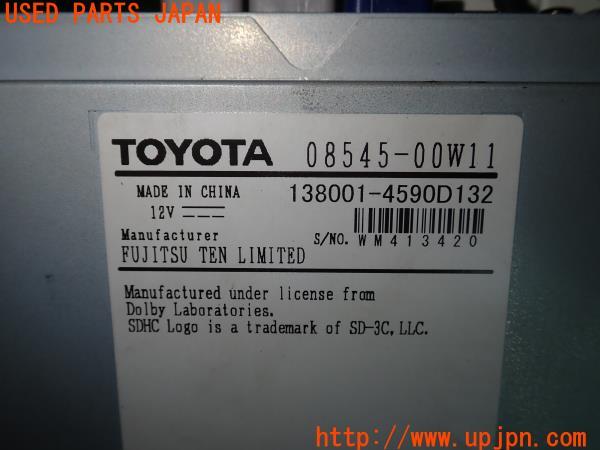 USED PARTS JAPAN
TOYOTA 08545-00W11
MADE IN CHINA 138001-4590D132
12V
Manufacturer S/NO. WM413420
FUJITSU TEN LIMITED
Manufactured under license from
Dolby Laboratories.
SDHC Logo is a trademark of SD-3C, LLC.
UPJ
http://www.upjpn.com